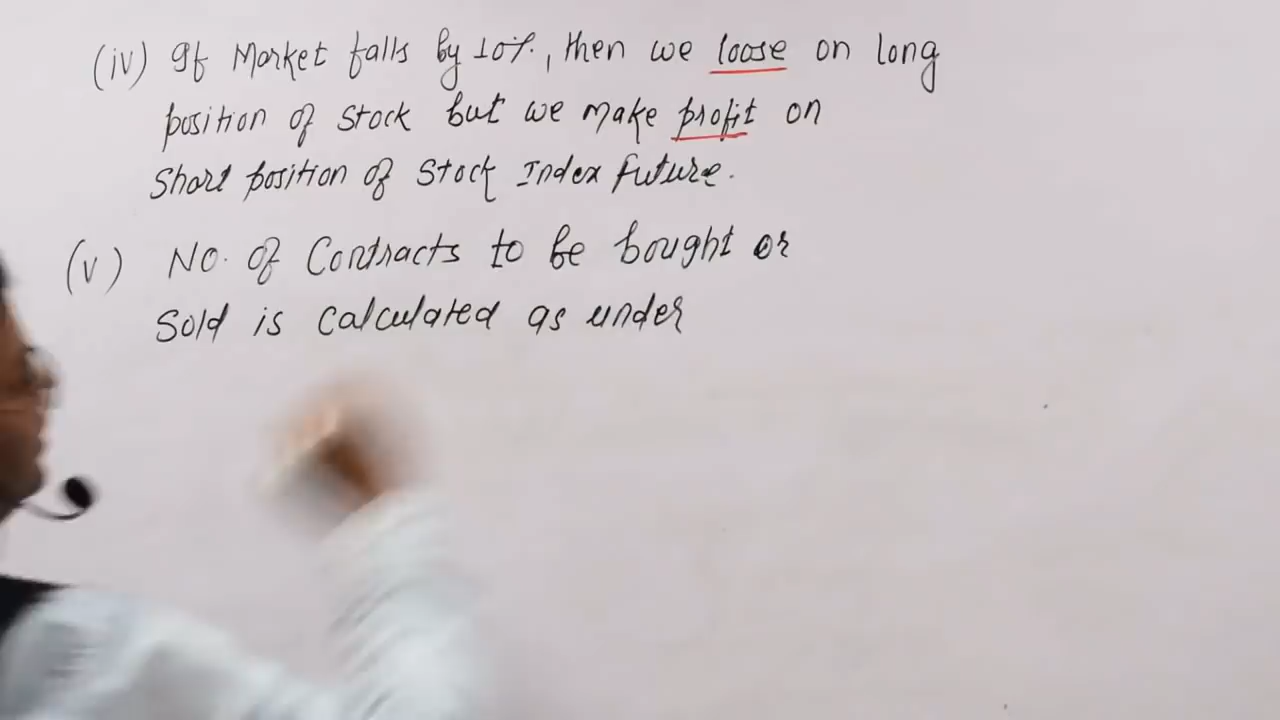 (iv) If Market falls by 10%, then we loose on long
position of Stock but we make profit on
Short position of Stock Index Future.
(v) No. of Contracts to be bought or
Sold is calculated as under